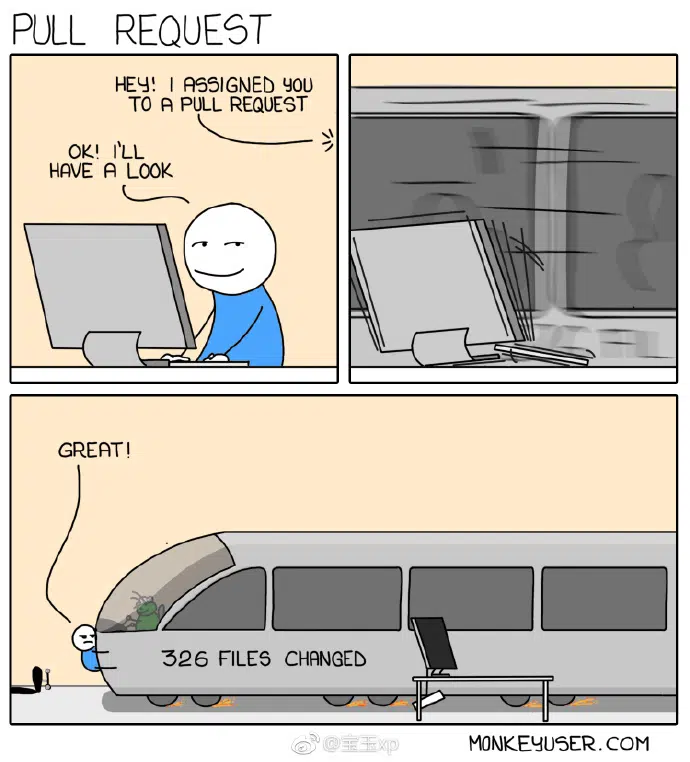 PULL REQUEST
HEY! I ASSIGNED YOU
TO A PULL REQUEST
OK! I'LL
HAVE A LOOK
GREAT!
326 FILES CHANGED
@宝玉xp
MONKEYUSER.COM